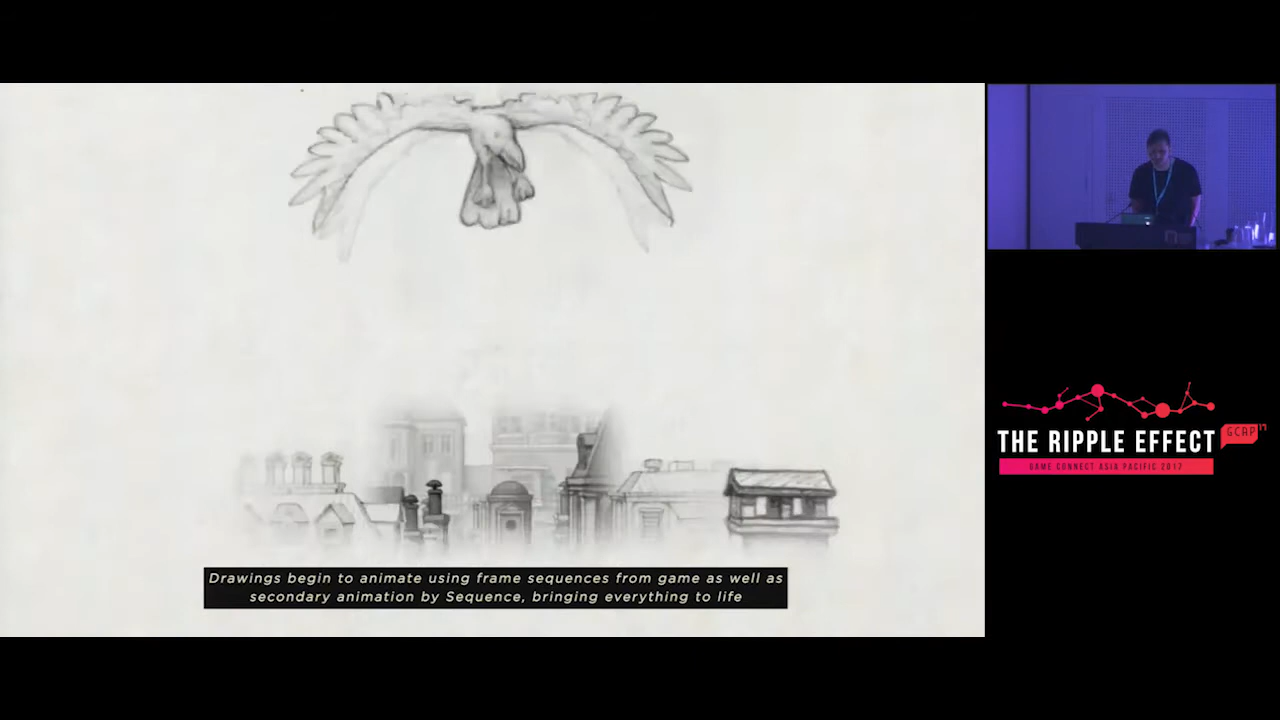 Drawings begin to animate using frame sequences from game as well as
secondary animation by Sequence, bringing everything to life
THE RIPPLE EFFECT
GCAP 17
GAME CONNECT ASIA PACIFIC 2017